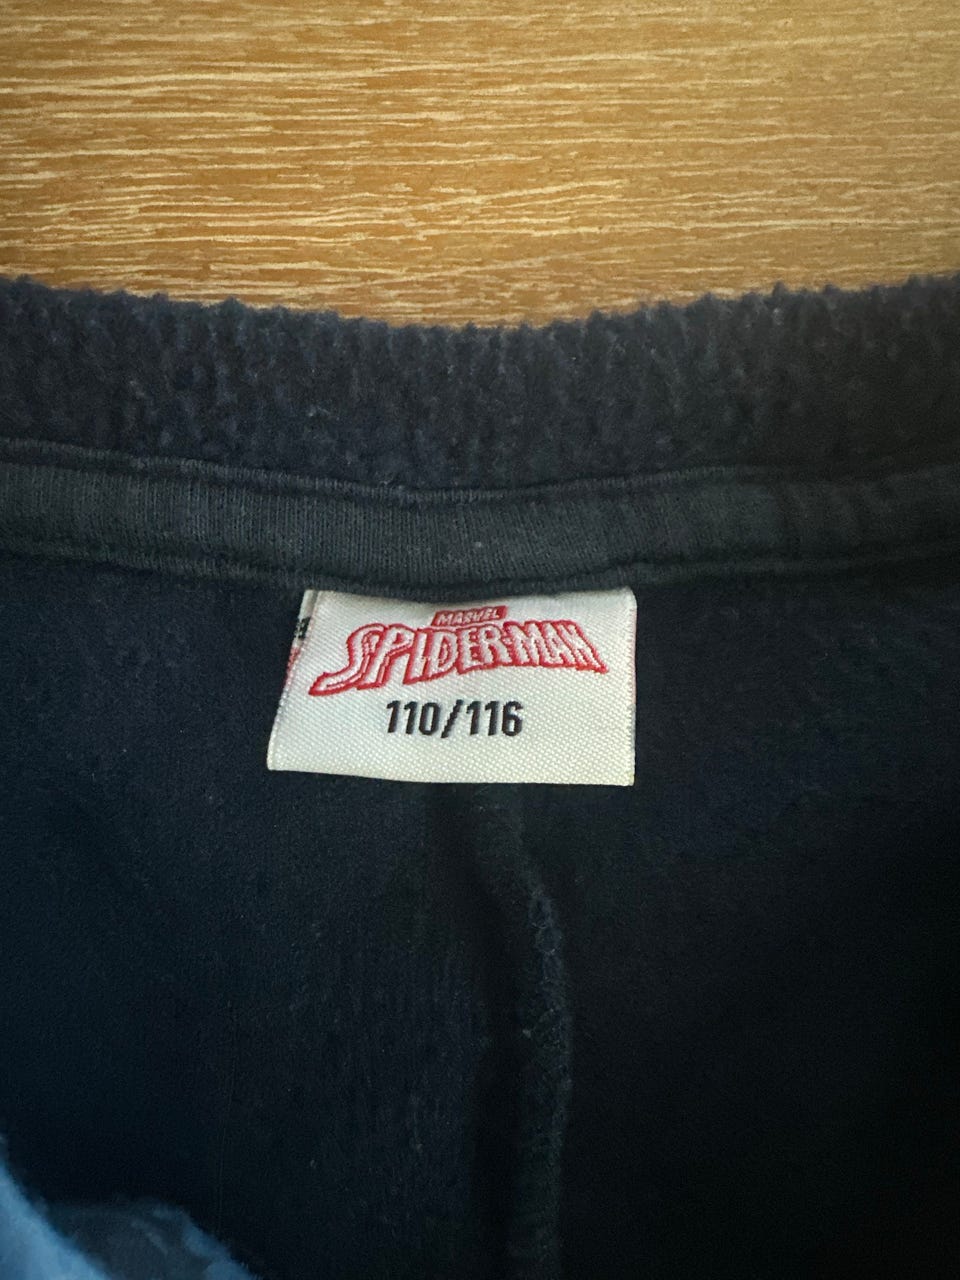 MARVEL
SPIDER-MAN
110/116